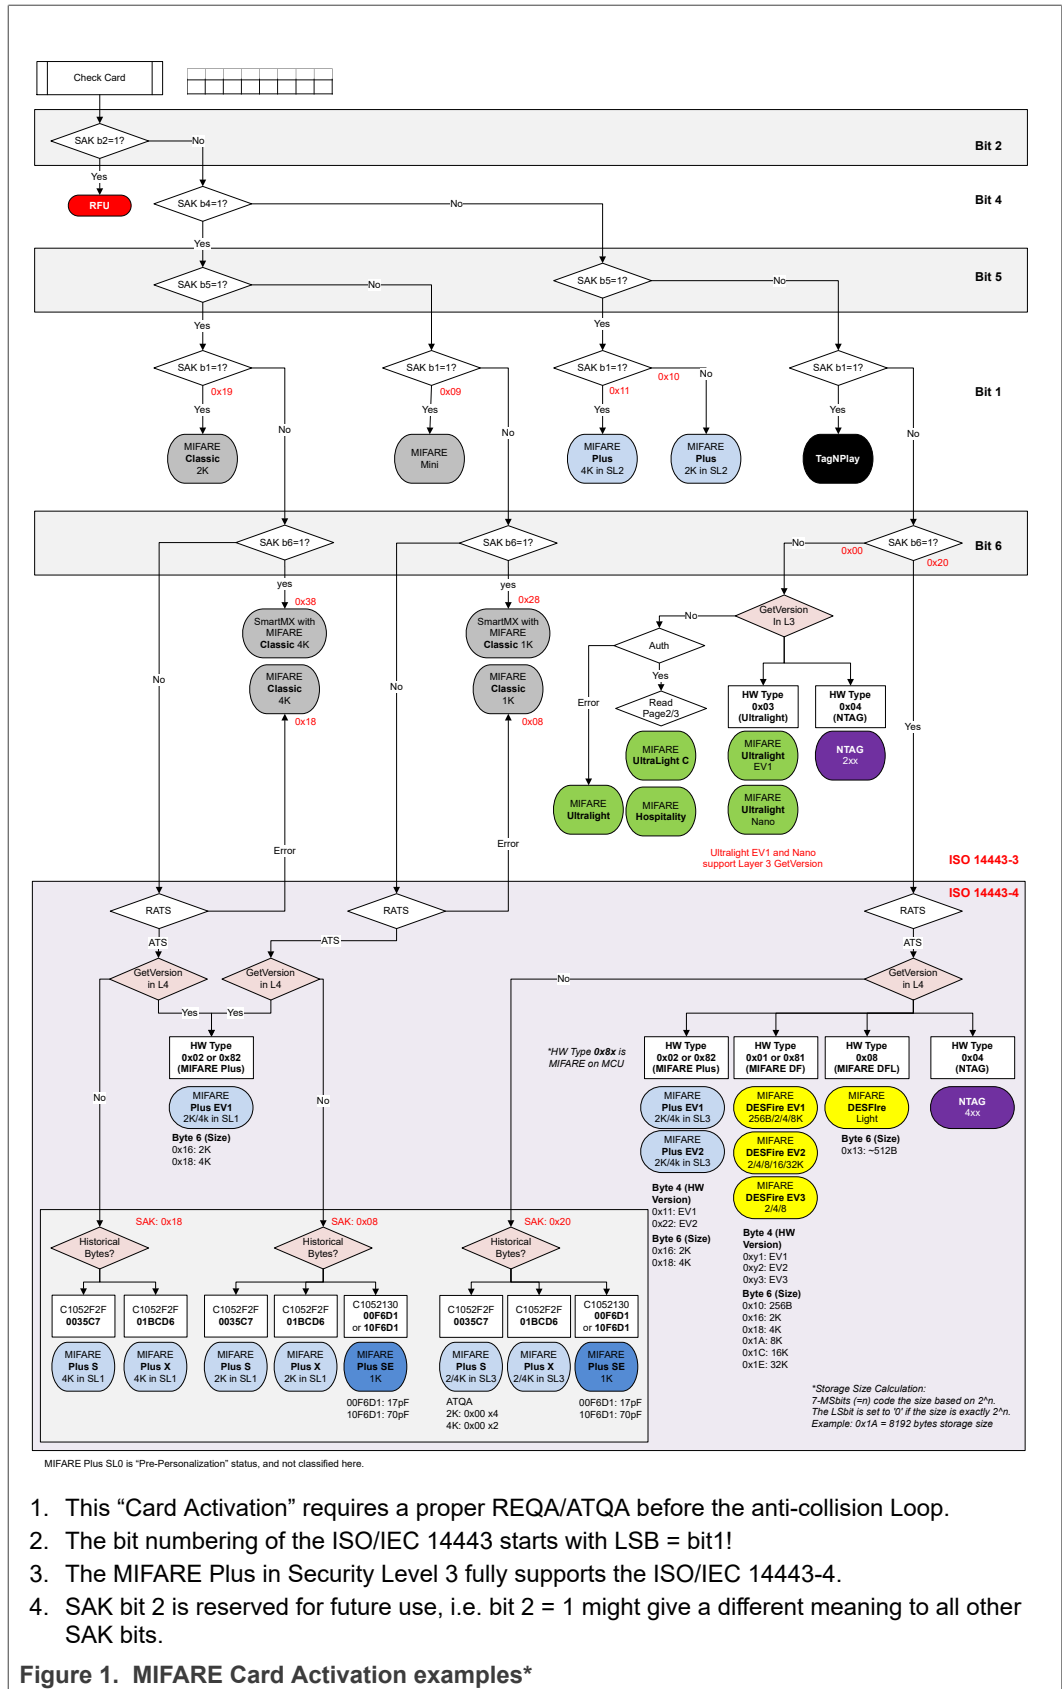 Check Card
SAK b2=1?
No
Bit 2
Yes
RFU
SAK b4=1?
No
Bit 4
Yes
SAK b5=1?
No
SAK b5=1?
No
Bit 5
Yes
Yes
SAK b1=1?
0x19
SAK b1=1?
0x09
SAK b1=1?
0x11
0x10
No
SAK b1=1?
Bit 1
Yes
No
Yes
No
Yes
Yes
No
MIFARE
Classic
2K
MIFARE
Mini
MIFARE
Plus
4K in SL2
MIFARE
Plus
2K in SL2
TagNPlay
SAK b6=1?
SAK b6=1?
No
0x00
SAK b6=1?
0x20
Bit 6
yes
0x38
yes
0x28
SmartMX with
MIFARE
Classic 4K
SmartMX with
MIFARE
Classic 1K
No
MIFARE
Classic
4K
0x18
No
MIFARE
Classic
1K
0x08
GetVersion
In L3
No
Auth
Yes
Error
Read
Page2/3
HW Type
0x03
(Ultralight)
HW Type
0x04
(NTAG)
Yes
MIFARE
UltraLight C
MIFARE
Ultralight
EV1
NTAG
2xx
MIFARE
Ultralight
MIFARE
Hospitality
MIFARE
Ultralight
Nano
Error
Error
Ultralight EV1 and Nano
support Layer 3 GetVersion
ISO 14443-3
ISO 14443-4
RATS
RATS
RATS
ATS
ATS
ATS
GetVersion
in L4
GetVersion
in L4
No
GetVersion
in L4
Yes
Yes
HW Type
0x02 or 0x82
(MIFARE Plus)
*HW Type 0x8x is
MIFARE on MCU
HW Type
0x02 or 0x82
(MIFARE Plus)
HW Type
0x01 or 0x81
(MIFARE DF)
HW Type
0x08
(MIFARE DFL)
HW Type
0x04
(NTAG)
No
No
MIFARE
Plus EV1
2K/4k in SL1
Byte 6 (Size)
0x16: 2K
0x18: 4K
MIFARE
Plus EV1
2K/4k in SL3
MIFARE
Plus EV2
2K/4k in SL3
Byte 4 (HW
Version)
0x11: EV1
0x22: EV2
Byte 6 (Size)
0x16: 2K
0x18: 4K
MIFARE
DESFire EV1
256B/2/4/8K
MIFARE
DESFire EV2
2/4/8/16/32K
MIFARE
DESFire EV3
2/4/8
Byte 4 (HW
Version)
0xy1: EV1
0xy2: EV2
0xy3: EV3
Byte 6 (Size)
0x10: 256B
0x16: 2K
0x18: 4K
0x1A: 8K
0x1C: 16K
0x1E: 32K
MIFARE
DESFIre
Light
Byte 6 (Size)
0x13: ~512B
NTAG
4xx
SAK: 0x18
SAK: 0x08
SAK: 0x20
Historical
Bytes?
Historical
Bytes?
Historical
Bytes?
C1052F2F
0035C7
C1052F2F
01BCD6
C1052F2F
0035C7
C1052F2F
01BCD6
C1052130
00F6D1
or 10F6D1
C1052F2F
0035C7
C1052F2F
01BCD6
C1052130
00F6D1
or 10F6D1
MIFARE
Plus S
4K in SL1
MIFARE
Plus X
4K in SL1
MIFARE
Plus S
2K in SL1
MIFARE
Plus X
2K in SL1
MIFARE
Plus SE
1K
MIFARE
Plus S
2/4K in SL3
MIFARE
Plus X
2/4K in SL3
MIFARE
Plus SE
1K
00F6D1: 17pF
10F6D1: 70pF
ATQA
2K: 0x00 x4
4K: 0x00 x2
00F6D1: 17pF
10F6D1: 70pF
*Storage Size Calculation:
7-MSbits (=n) code the size based on 2^n.
The LSbit is set to '0' if the size is exactly 2^n.
Example: 0x1A = 8192 bytes storage size
MIFARE Plus SL0 is “Pre-Personalization” status, and not classified here.
1. This “Card Activation” requires a proper REQA/ATQA before the anti-collision Loop.
2. The bit numbering of the ISO/IEC 14443 starts with LSB = bit1!
3. The MIFARE Plus in Security Level 3 fully supports the ISO/IEC 14443-4.
4. SAK bit 2 is reserved for future use, i.e. bit 2 = 1 might give a different meaning to all other
SAK bits.
Figure 1. MIFARE Card Activation examples*